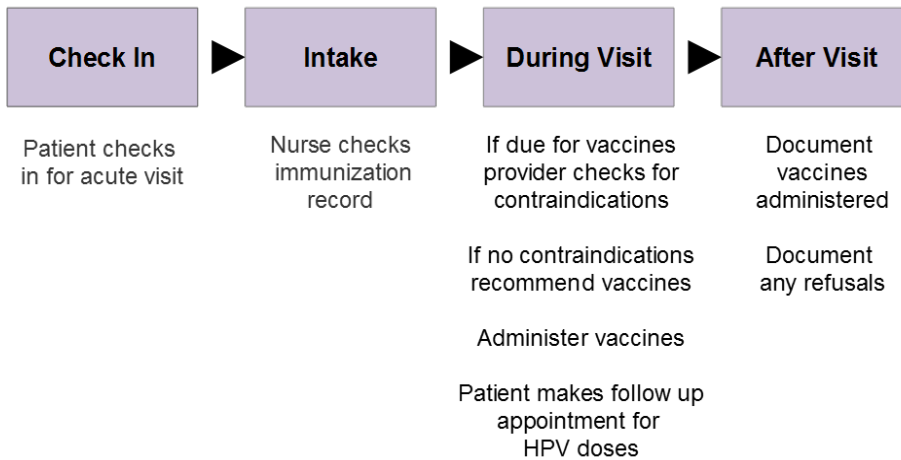 Check In
Intake
During Visit
After Visit
Patient checks
in for acute visit
Nurse checks
immunization
record
If due for vaccines
provider checks for
contraindications
If no contraindications
recommend vaccines
Administer vaccines
Patient makes follow up
appointment for
HPV doses
Document
vaccines
administered
Document
any refusals